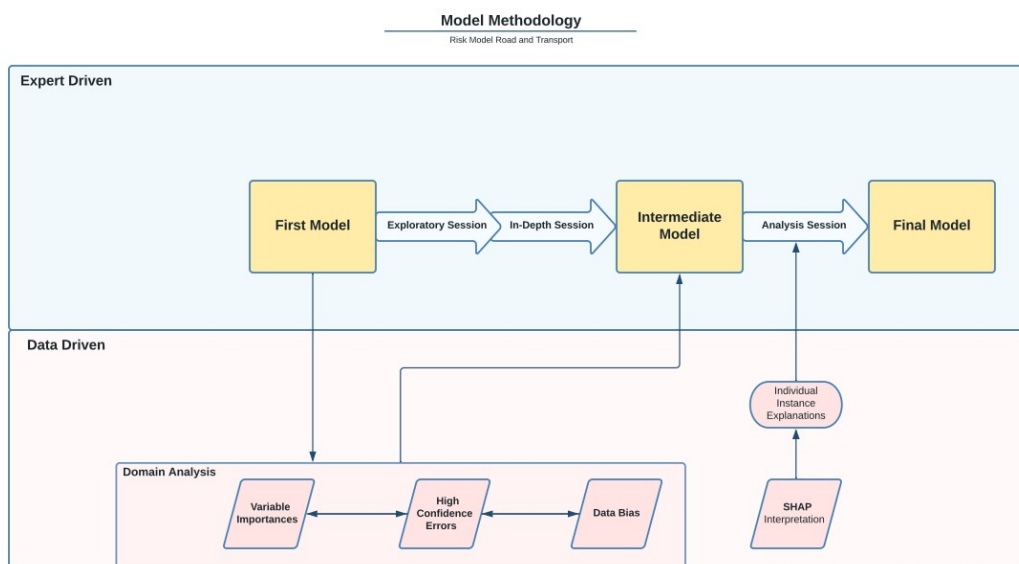 Model Methodology
Risk Model Road and Transport
Expert Driven
First Model
Exploratory Session
In-Depth Session
Intermediate
Model
Analysis Session
Final Model
Data Driven
Individual
Instance
Explanations
Domain Analysis
Variable
Importances
High
Confidence
Errors
Data Bias
SHAP
Interpretation